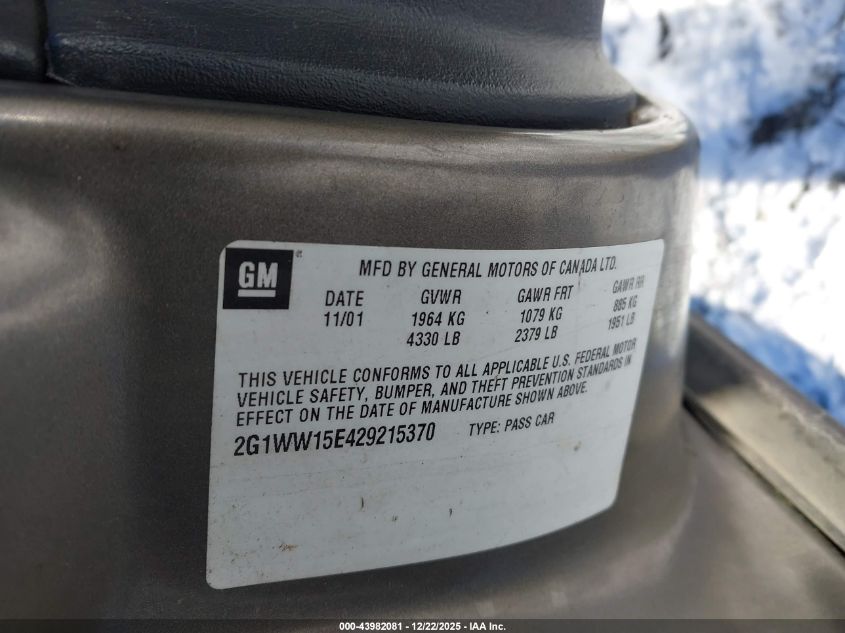 GM
MFD BY GENERAL MOTORS OF CANADA LTD.
DATE GVWR GAWR FRT GAWR RR
11/01 1964 KG 1079 KG 885 KG
4330 LB 2379 LB 1951 LB
THIS VEHICLE CONFORMS TO ALL APPLICABLE U.S. FEDERAL MOTOR
VEHICLE SAFETY, BUMPER, AND THEFT PREVENTION STANDARDS IN
EFFECT ON THE DATE OF MANUFACTURE SHOWN ABOVE.
2G1WW15E429215370 TYPE: PASS CAR
000-43982081 - 12/22/2025 - IAA Inc.